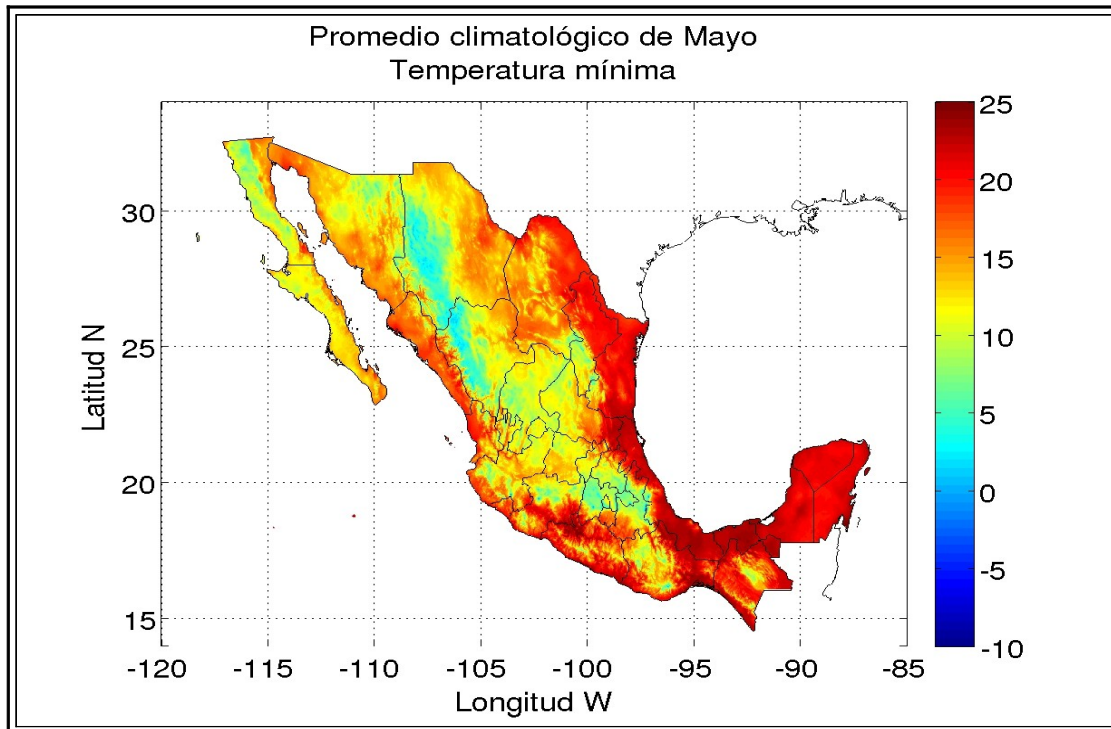 Promedio climatológico de Mayo
Temperatura mínima
Latitud N
30
25
20
15
-120 -115 -110 -105 -100 -95 -90 -85
Longitud W
25
20
15
10
5
0
-5
-10